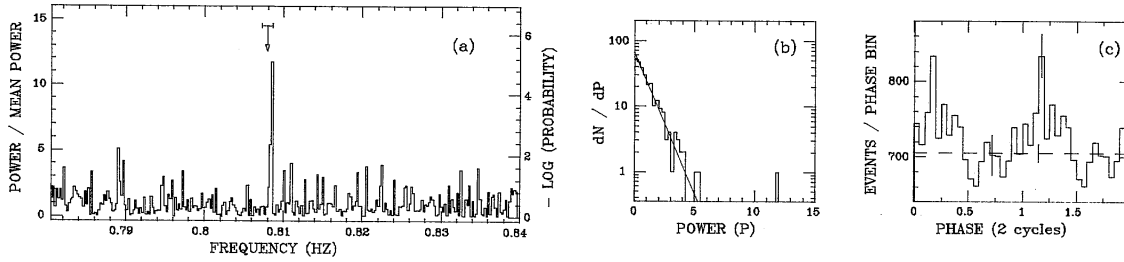 (a)
POWER / MEAN POWER
15
10
5
0
0.79
0.8
0.81
0.82
0.83
0.84
FREQUENCY (HZ)
6
4
2
0
– LOG (PROBABILITY)
(b)
dN / dP
100
10
1
0
5
10
15
POWER (P)
(c)
EVENTS / PHASE BIN
800
700
0
0.5
1
1.5
PHASE (2 cycles)